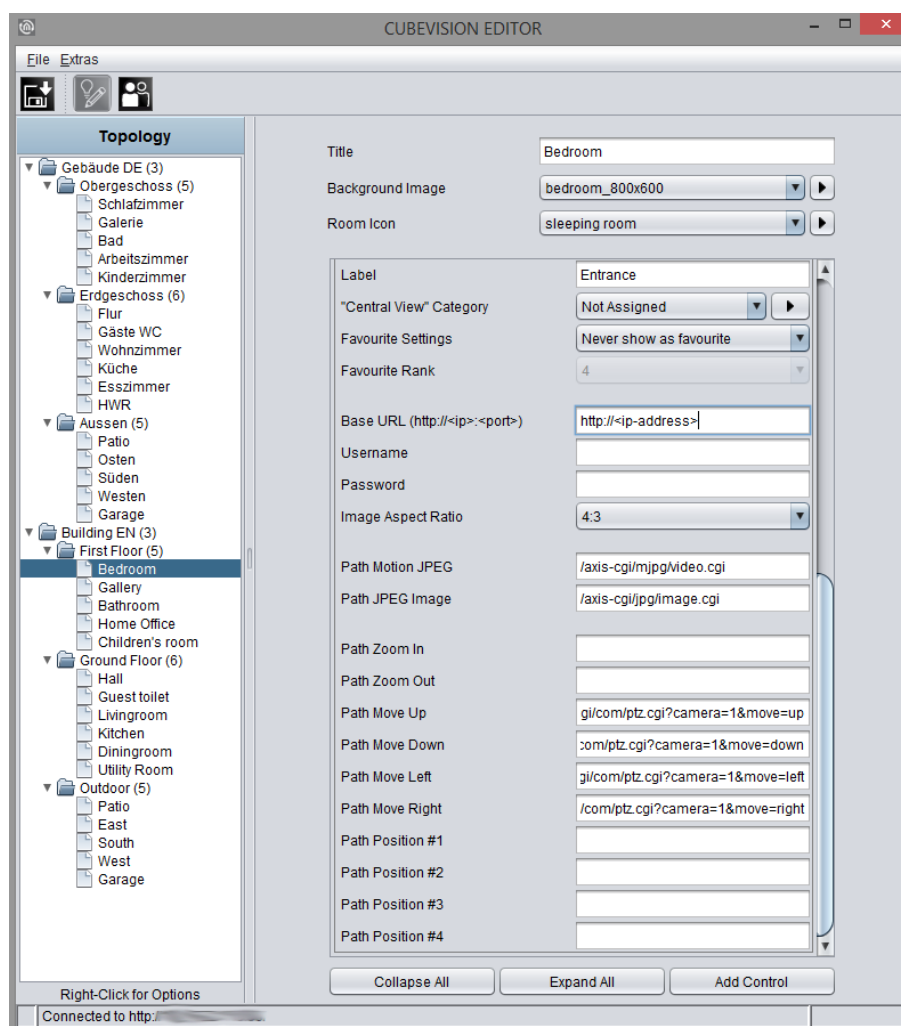 CUBEVISION EDITOR
File Extras
Topology
Gebäude DE (3)
Obergeschoss (5)
Schlafzimmer
Galerie
Bad
Arbeitszimmer
Kinderzimmer
Erdgeschoss (6)
Flur
Gäste WC
Wohnzimmer
Küche
Esszimmer
HWR
Aussen (5)
Patio
Osten
Süden
Westen
Garage
Building EN (3)
First Floor (5)
Bedroom
Gallery
Bathroom
Home Office
Children's room
Ground Floor (6)
Hall
Guest toilet
Livingroom
Kitchen
Diningroom
Utility Room
Outdoor (5)
Patio
East
South
West
Garage
Right-Click for Options
Title Bedroom
Background Image bedroom_800x600
Room Icon sleeping room
Label Entrance
"Central View" Category Not Assigned
Favourite Settings Never show as favourite
Favourite Rank 4
Base URL (http://<ip>:<port>) http://<ip-address>
Username
Password
Image Aspect Ratio 4:3
Path Motion JPEG /axis-cgi/mjpg/video.cgi
Path JPEG Image /axis-cgi/jpg/image.cgi
Path Zoom In
Path Zoom Out
Path Move Up gi/com/ptz.cgi?camera=1&move=up
Path Move Down com/ptz.cgi?camera=1&move=down
Path Move Left gi/com/ptz.cgi?camera=1&move=left
Path Move Right /com/ptz.cgi?camera=1&move=right
Path Position #1
Path Position #2
Path Position #3
Path Position #4
Collapse All Expand All Add Control
Connected to http:/